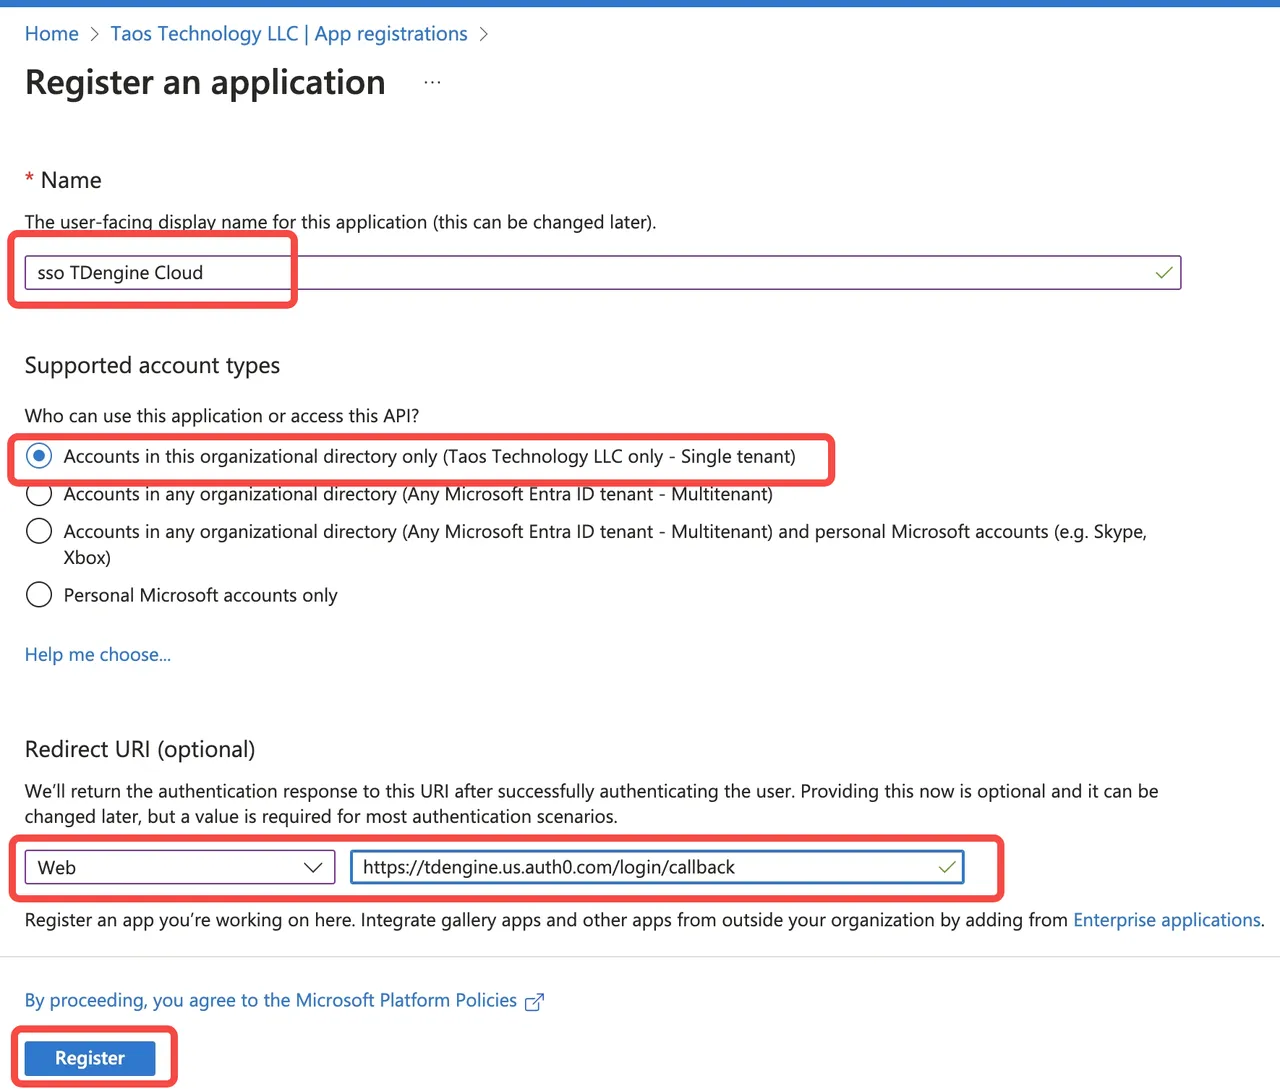 Home > Taos Technology LLC | App registrations >
Register an application ...
* Name
The user-facing display name for this application (this can be changed later).
sso TDengine Cloud
Supported account types
Who can use this application or access this API?
Accounts in this organizational directory only (Taos Technology LLC only - Single tenant)
Accounts in any organizational directory (Any Microsoft Entra ID tenant - Multitenant)
Accounts in any organizational directory (Any Microsoft Entra ID tenant - Multitenant) and personal Microsoft accounts (e.g. Skype,
Xbox)
Personal Microsoft accounts only
Help me choose...
Redirect URI (optional)
We'll return the authentication response to this URI after successfully authenticating the user. Providing this now is optional and it can be
changed later, but a value is required for most authentication scenarios.
Web https://tdengine.us.auth0.com/login/callback
Register an app you're working on here. Integrate gallery apps and other apps from outside your organization by adding from Enterprise applications.
By proceeding, you agree to the Microsoft Platform Policies
Register